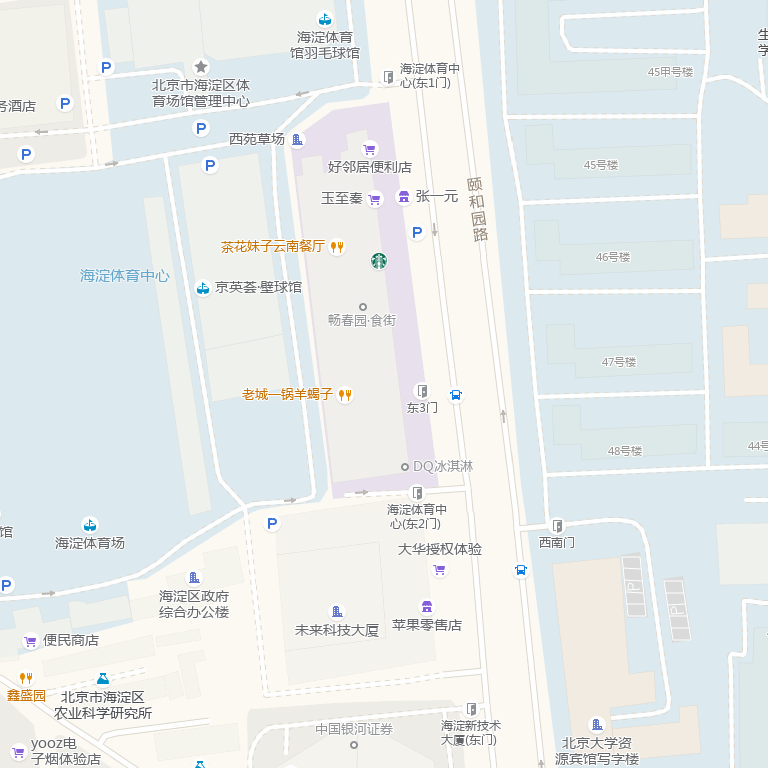 海淀体育
馆羽毛球馆
生
学
P
海淀体育中
心(东1门)
45甲号楼
北京市海淀区体
育场馆管理中心
P
务酒店
P
西苑草场
P
P
好邻居便利店
45号楼
玉至秦
张一元
颐和园路
P
茶花妹子云南餐厅
46号楼
海淀体育中心
京英荟·壁球馆
畅春园·食街
47号楼
老城一锅羊蝎子
东3门
48号楼
44号
DQ冰淇淋
海淀体育中
心(东2门)
P
馆
海淀体育场
西南门
大华授权体验
P
海淀区政府
综合办公楼
未来科技大厦
苹果零售店
便民商店
鑫盛园
北京市海淀区
农业科学研究所
中国银河证券
海淀新技术
大厦(东门)
yooz电
子烟体验店
北京大学资
源宾馆写字楼